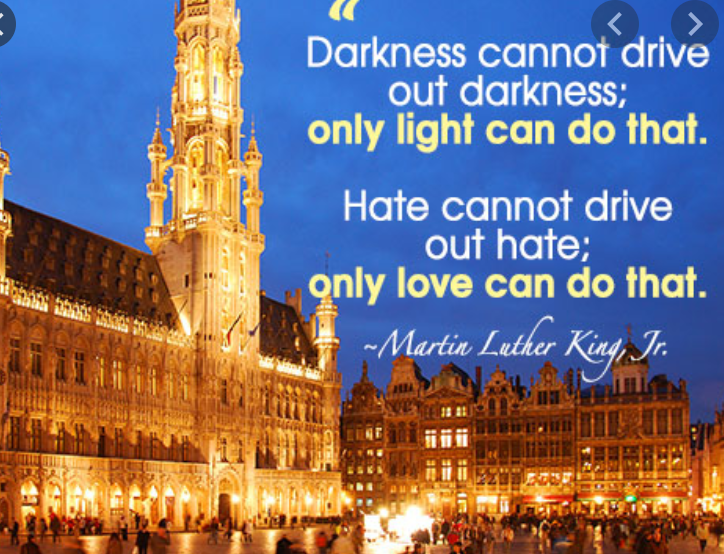 “
Darkness cannot drive
out darkness;
only light can do that.
Hate cannot drive
out hate;
only love can do that.
~Martin Luther King, Jr.